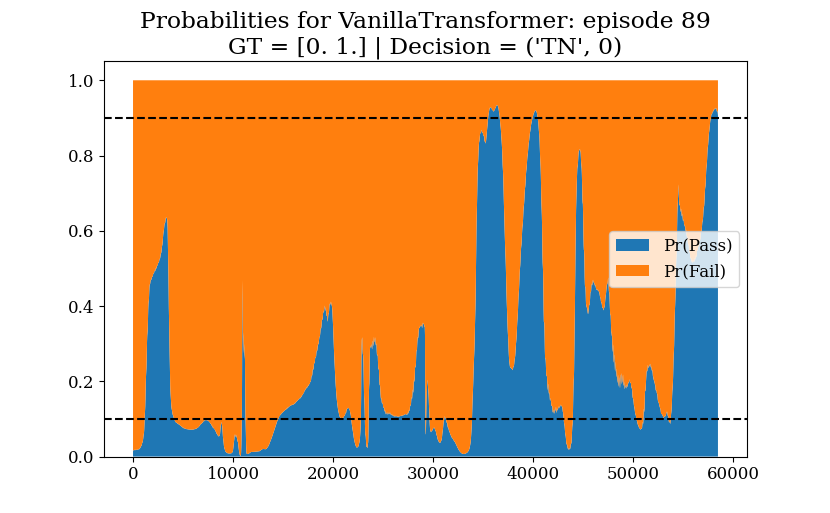 Probabilities for VanillaTransformer: episode 89
GT = [0. 1.] | Decision = ('TN', 0)
1.0
0.8
0.6
0.4
0.2
0.0
Pr(Pass)
Pr(Fail)
0 10000 20000 30000 40000 50000 60000